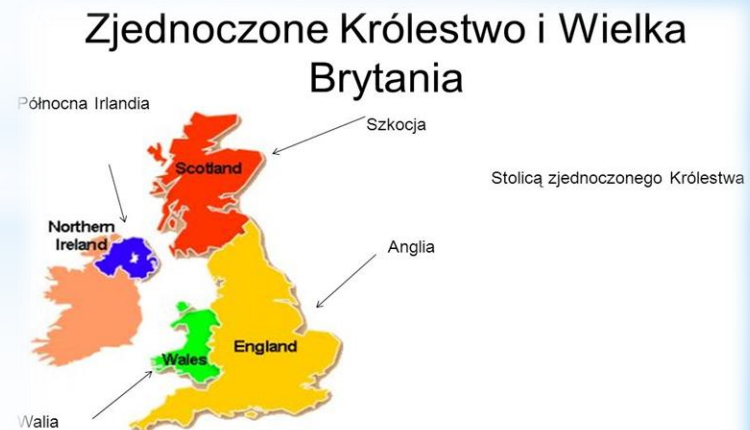 Zjednoczone Królestwo i Wielka
Brytania
Północna Irlandia
Szkocja
Scotland
Stolicą zjednoczonego Królestwa
Northern
Ireland
Anglia
England
Wales
Walia